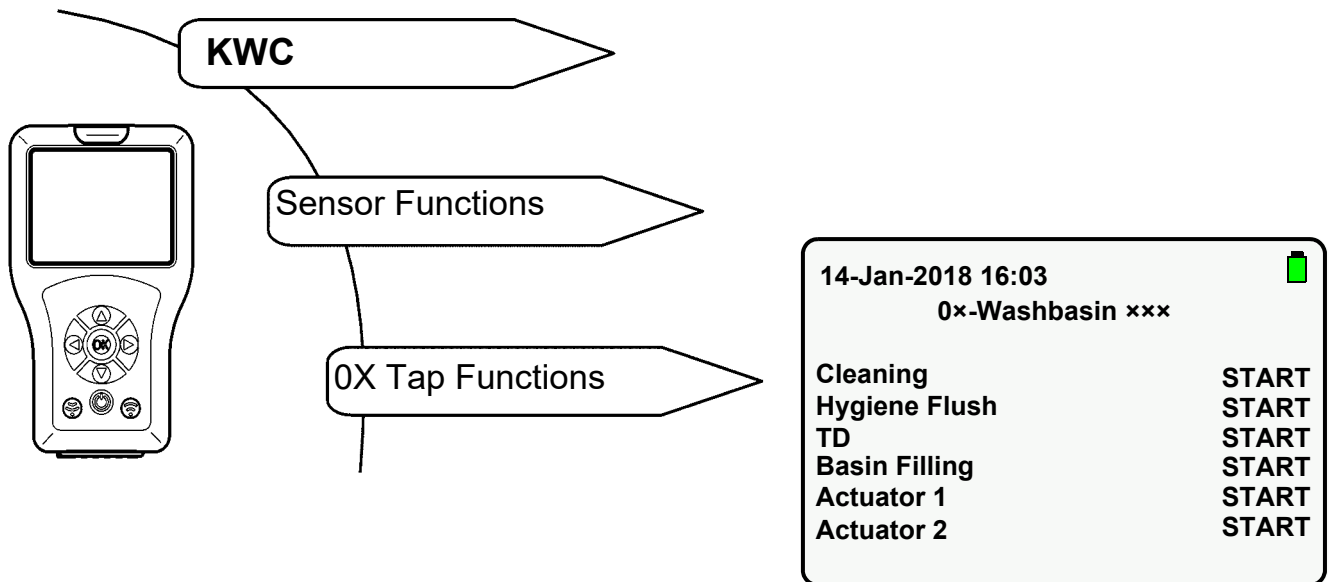 KWC
Sensor Functions
0X Tap Functions
OK
14-Jan-2018 16:03
0×-Washbasin ×××
Cleaning START
Hygiene Flush START
TD START
Basin Filling START
Actuator 1 START
Actuator 2 START